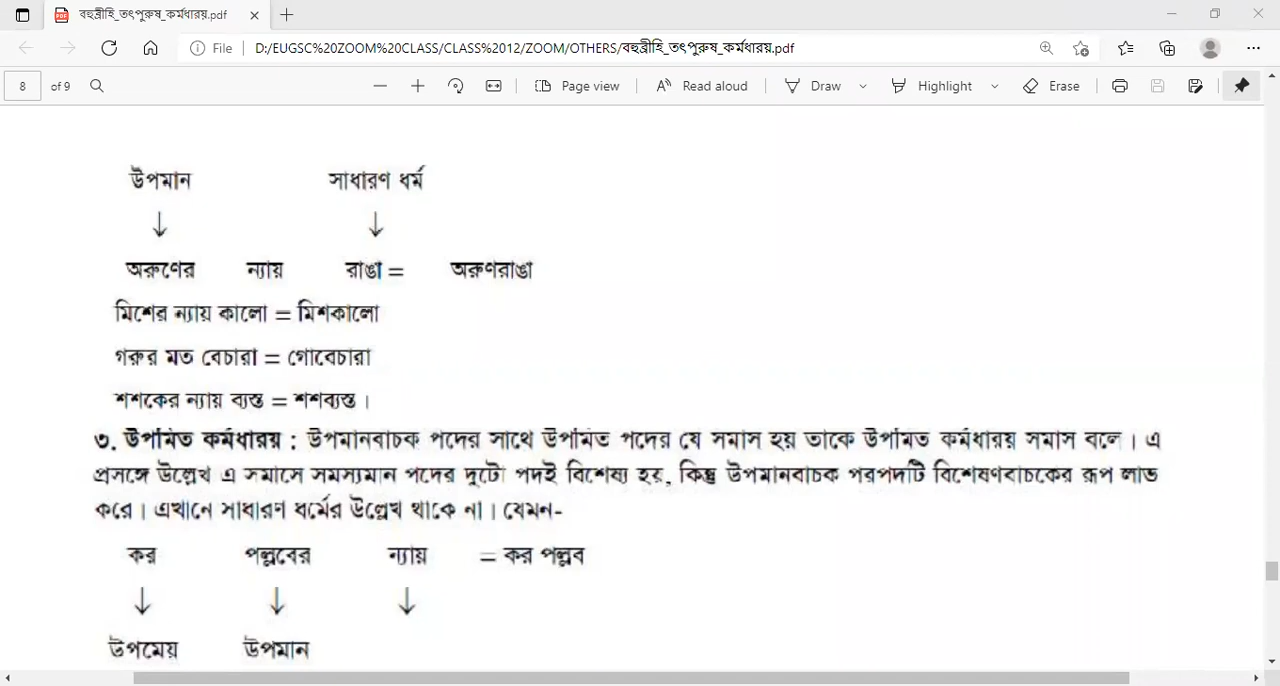 বহুব্রীহি_তৎপুরুষ_কর্মধারয়.pdf
File D:/EUGSC%20ZOOM%20CLASS/CLASS%2012/ZOOM/OTHERS/বহুব্রীহি_তৎপুরুষ_কর্মধারয়.pdf
8 of 9 Page view Read aloud Draw Highlight Erase
উপমান সাধারণ ধর্ম
↓ ↓
অরুণের ন্যায় রাঙা = অরুণরাঙা
মিশের ন্যায় কালো = মিশকালো
গরুর মত বেচারা = গোবেচারা
শশকের ন্যায় ব্যস্ত = শশব্যস্ত।
৩. উপমিত কর্মধারয় : উপমানবাচক পদের সাথে উপমিত পদের যে সমাস হয় তাকে উপমিত কর্মধারয় সমাস বলে। এ
প্রসঙ্গে উল্লেখ এ সমাসে সমস্যমান পদের দুটো পদই বিশেষ্য হয়, কিন্তু উপমানবাচক পরপদটি বিশেষণবাচকের রূপ লাভ
করে। এখানে সাধারণ ধর্মের উল্লেখ থাকে না। যেমন-
কর পল্লবের ন্যায় = কর পল্লব
↓ ↓ ↓
উপমেয় উপমান